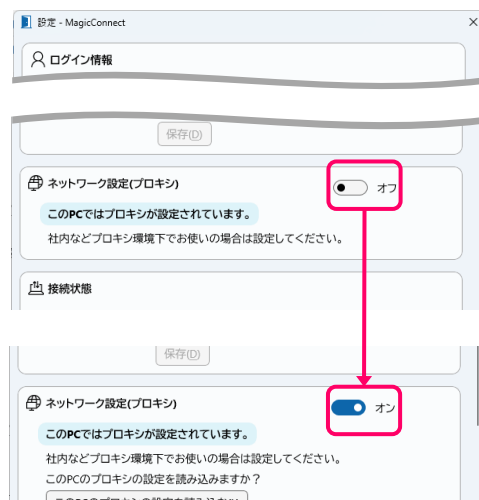 設定 - MagicConnect
ログイン情報
保存(D)
ネットワーク設定(プロキシ)
オフ
このPCではプロキシが設定されています。
社内などプロキシ環境下でお使いの場合は設定してください。
接続状態
保存(D)
ネットワーク設定(プロキシ)
オン
このPCではプロキシが設定されています。
社内などプロキシ環境下でお使いの場合は設定してください。
このPCのプロキシの設定を読み込みますか？